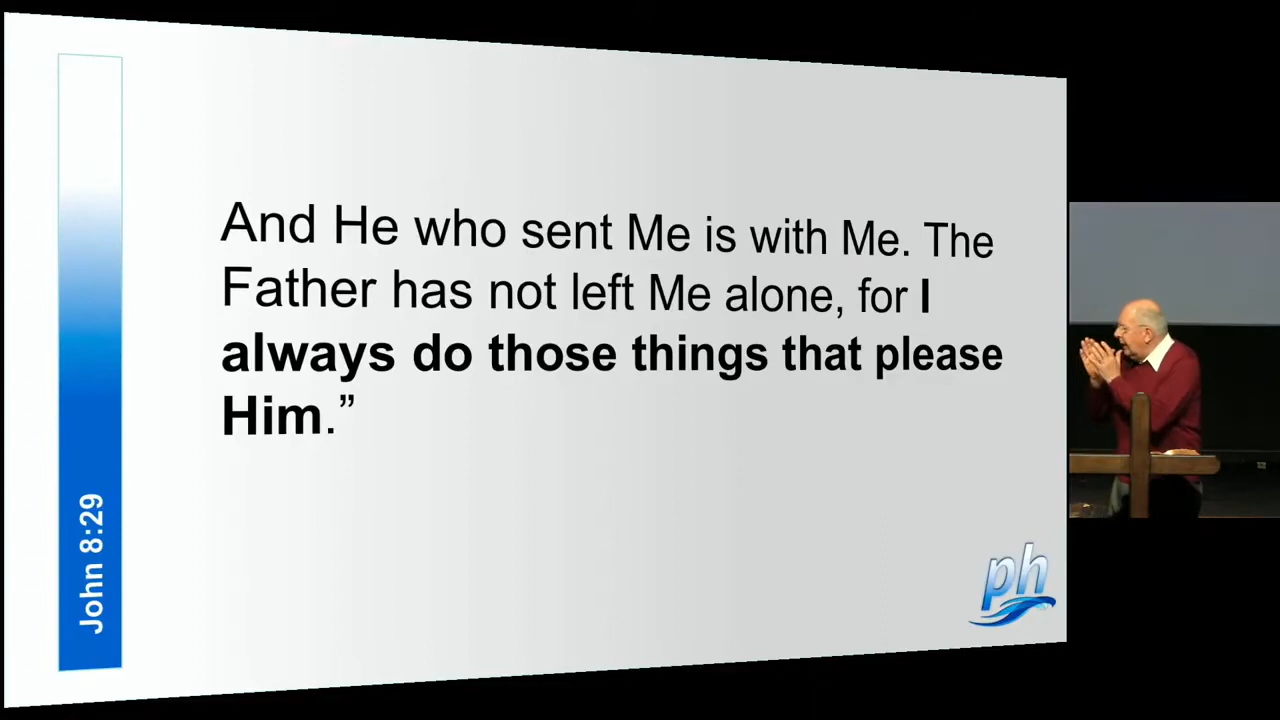 And He who sent Me is with Me. The
Father has not left Me alone, for I
always do those things that please
Him.”
John 8:29
ph